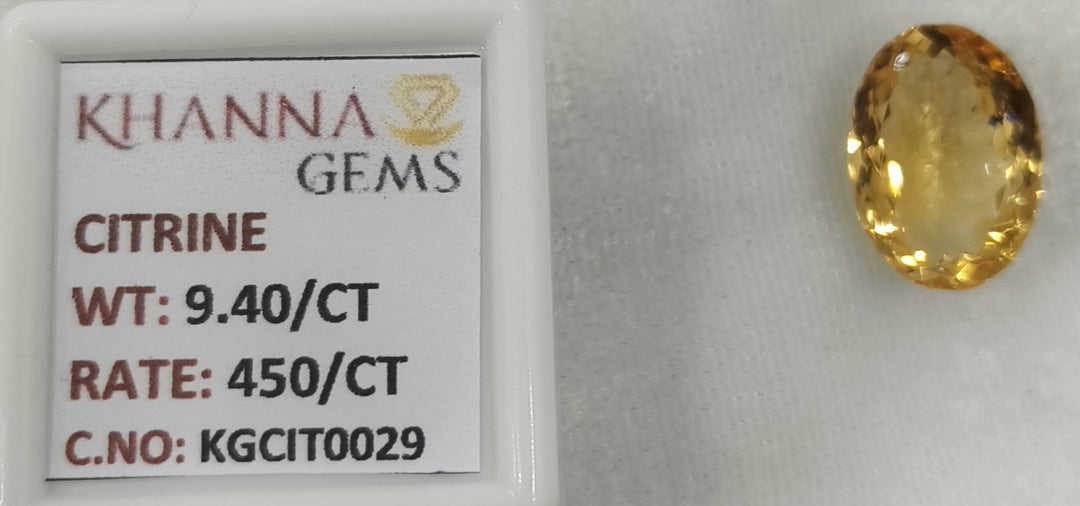 KHANNA
GEMS
CITRINE
WT: 9.40/CT
RATE: 450/CT
C.NO: KGCIT0029